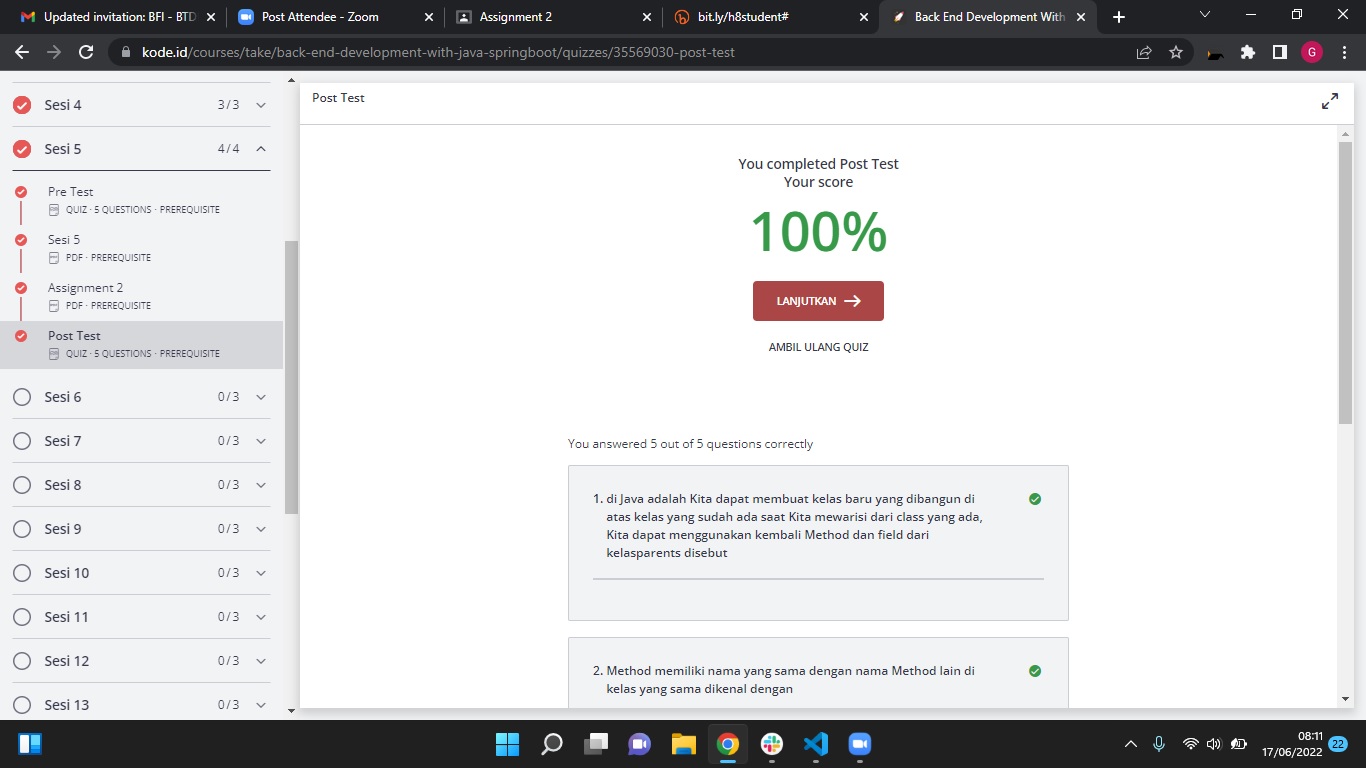 Updated invitation: BFI - BTD
Post Attendee - Zoom
Assignment 2
bit.ly/h8student#
Back End Development With
kode.id/courses/take/back-end-development-with-java-springboot/quizzes/35569030-post-test
G
Sesi 4 3/3
Sesi 5 4/4
Pre Test
QUIZ · 5 QUESTIONS · PREREQUISITE
Sesi 5
PDF · PREREQUISITE
Assignment 2
PDF · PREREQUISITE
Post Test
QUIZ · 5 QUESTIONS · PREREQUISITE
Sesi 6 0/3
Sesi 7 0/3
Sesi 8 0/3
Sesi 9 0/3
Sesi 10 0/3
Sesi 11 0/3
Sesi 12 0/3
Sesi 13 0/3
Post Test
You completed Post Test
Your score
100%
LANJUTKAN
AMBIL ULANG QUIZ
You answered 5 out of 5 questions correctly
1. di Java adalah Kita dapat membuat kelas baru yang dibangun di
atas kelas yang sudah ada saat Kita mewarisi dari class yang ada,
Kita dapat menggunakan kembali Method dan field dari
kelasparents disebut
2. Method memiliki nama yang sama dengan nama Method lain di
kelas yang sama dikenal dengan
08:11
17/06/2022
22